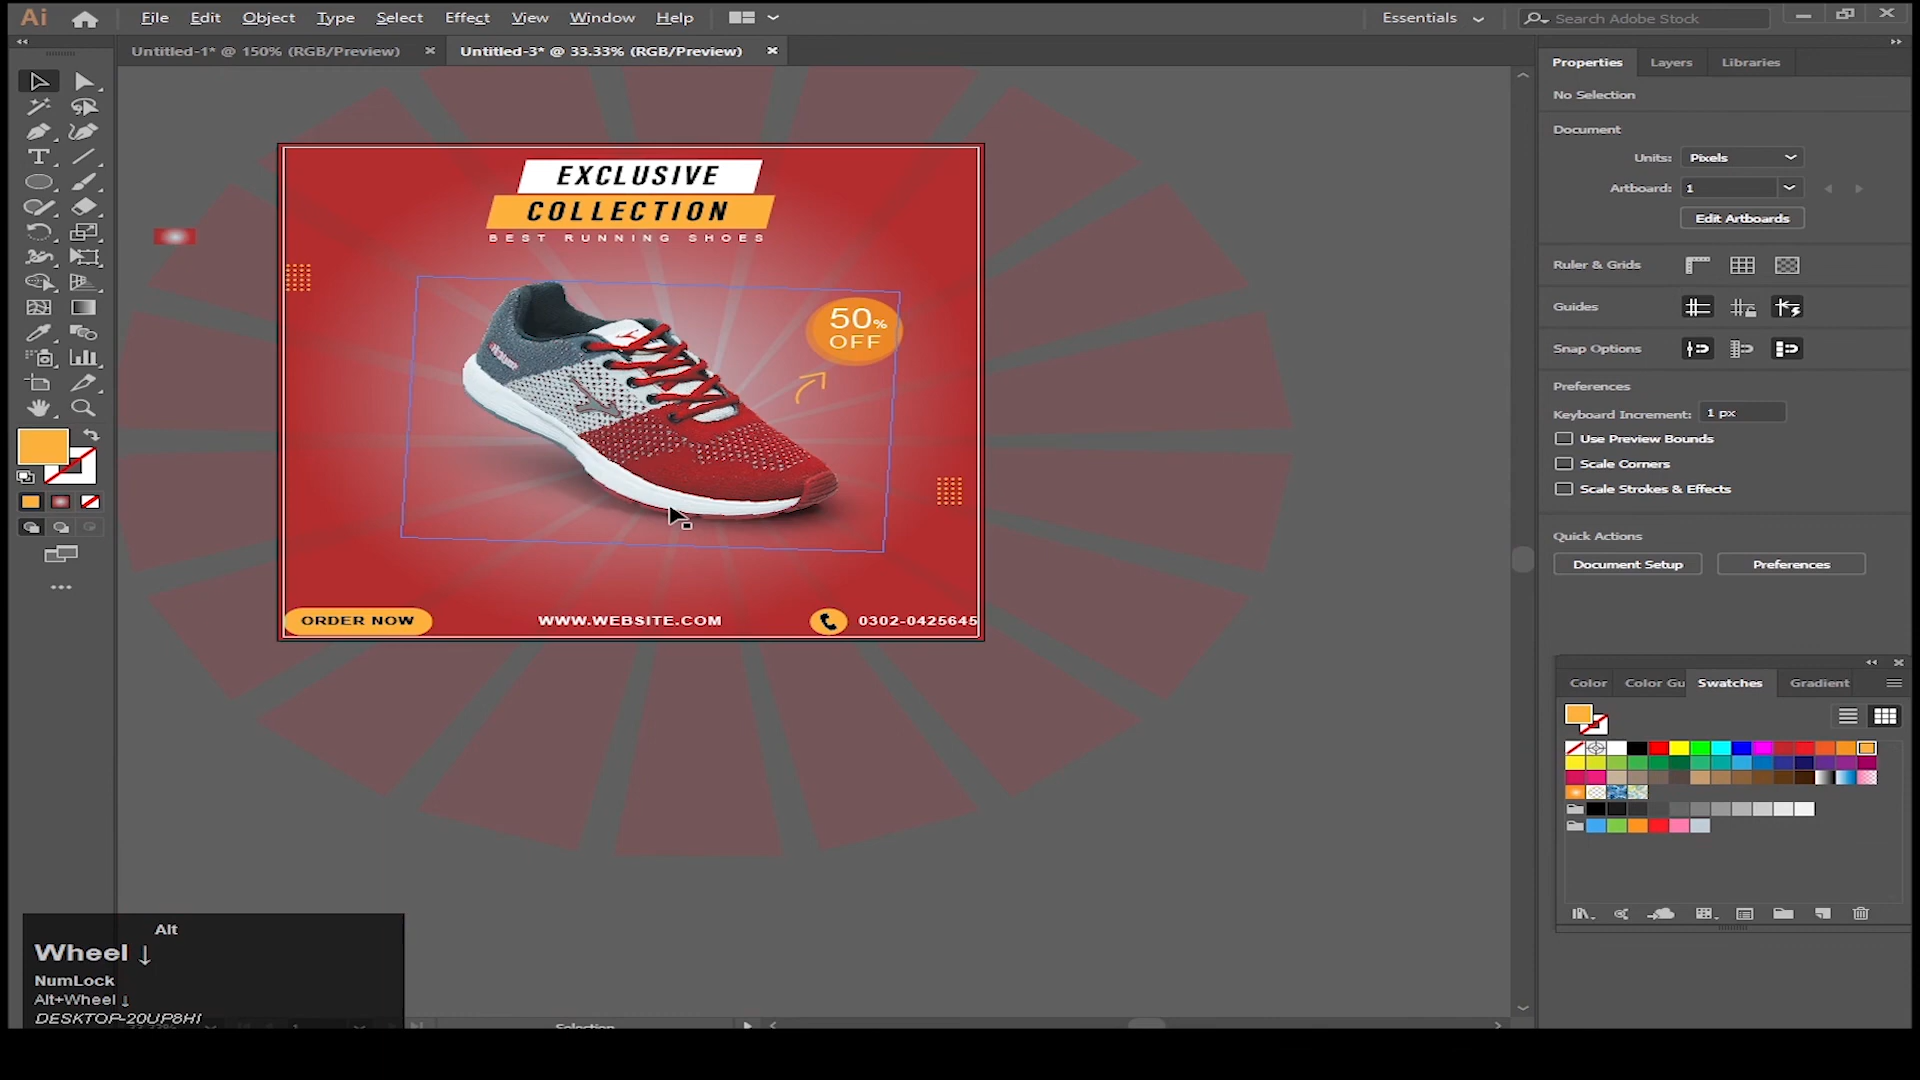 Ai
File Edit Object Type Select Effect View Window Help
Essentials
Search Adobe Stock
Untitled-1* @ 150% (RGB/Preview)
Untitled-3* @ 33.33% (RGB/Preview)
EXCLUSIVE
COLLECTION
BEST RUNNING SHOES
50%
OFF
ORDER NOW
WWW.WEBSITE.COM
0302-0425645
Properties Layers Libraries
No Selection
Document
Units: Pixels
Artboard: 1
Edit Artboards
Ruler & Grids
Guides
Snap Options
Preferences
Keyboard Increment: 1 px
Use Preview Bounds
Scale Corners
Scale Strokes & Effects
Quick Actions
Document Setup Preferences
Color Color Gu Swatches Gradient
Alt
Wheel ↓
NumLock
Alt+Wheel ↓
DESKTOP-20UP8HI
Selection